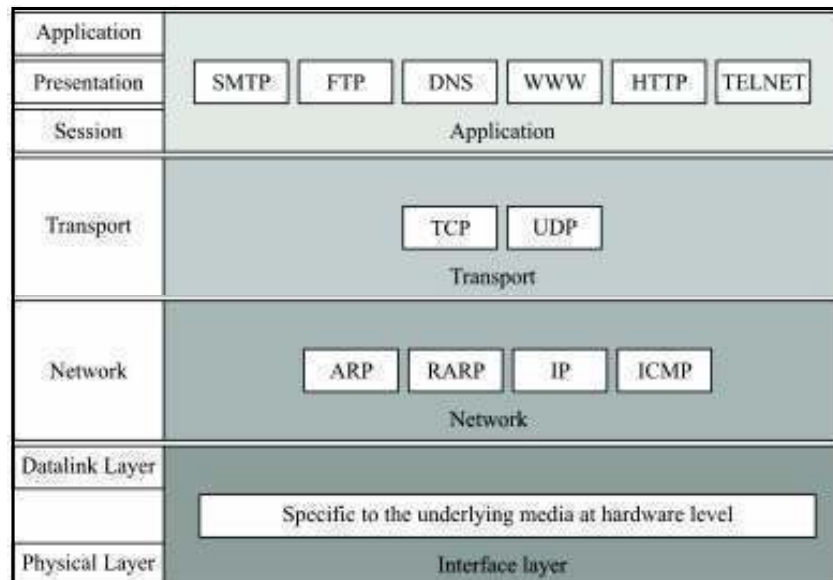 Application
Presentation
SMTP FTP DNS WWW HTTP TELNET
Session
Application
Transport
TCP UDP
Transport
Network
ARP RARP IP ICMP
Network
Datalink Layer
Specific to the underlying media at hardware level
Physical Layer
Interface layer